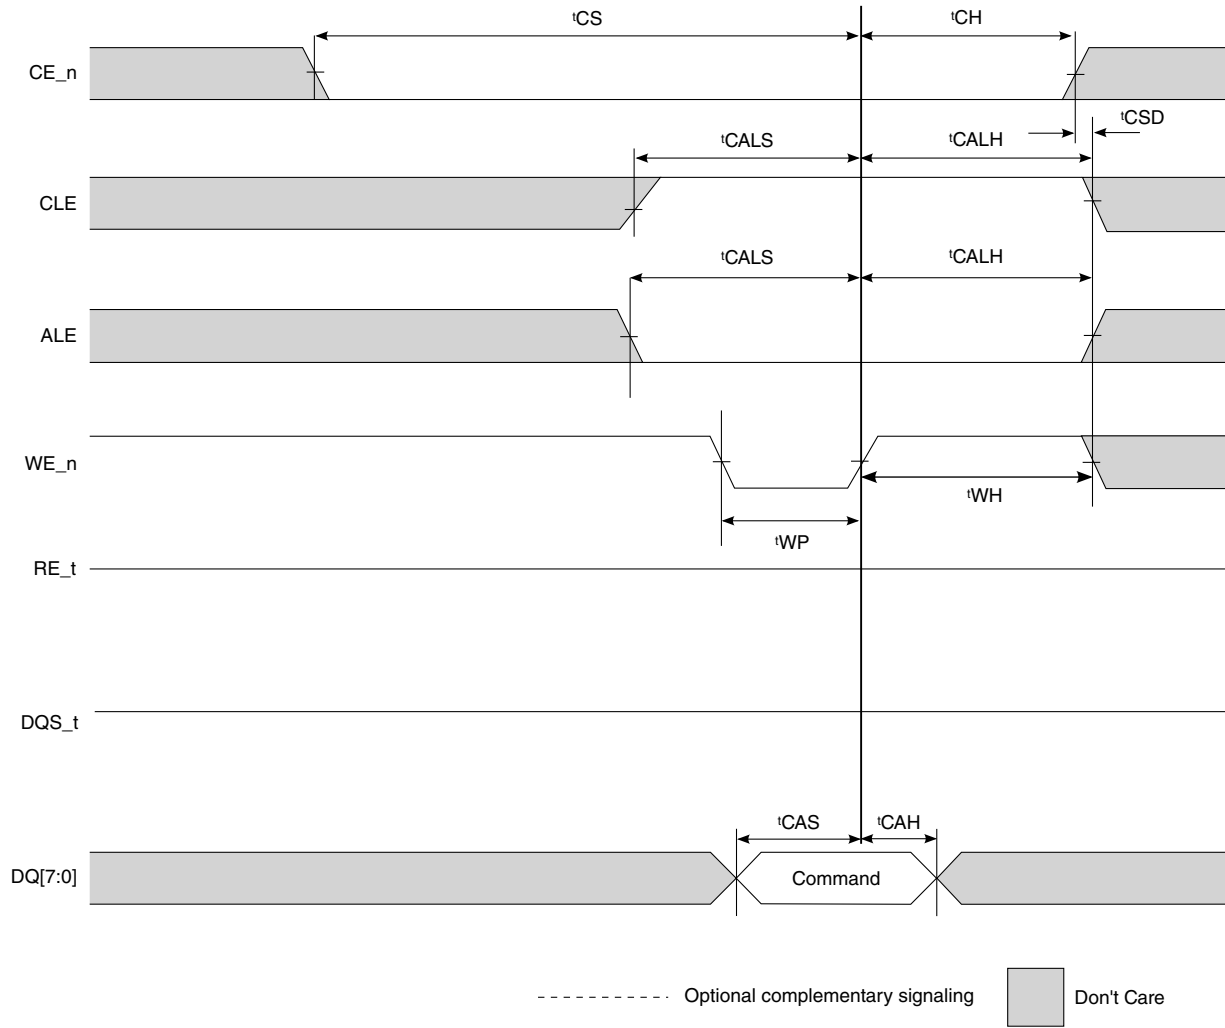 tCS
tCH
CE_n
tCSD
tCALS
tCALH
CLE
tCALS
tCALH
ALE
WE_n
tWH
tWP
RE_t
DQS_t
tCAS
tCAH
DQ[7:0]
Command
Optional complementary signaling
Don't Care